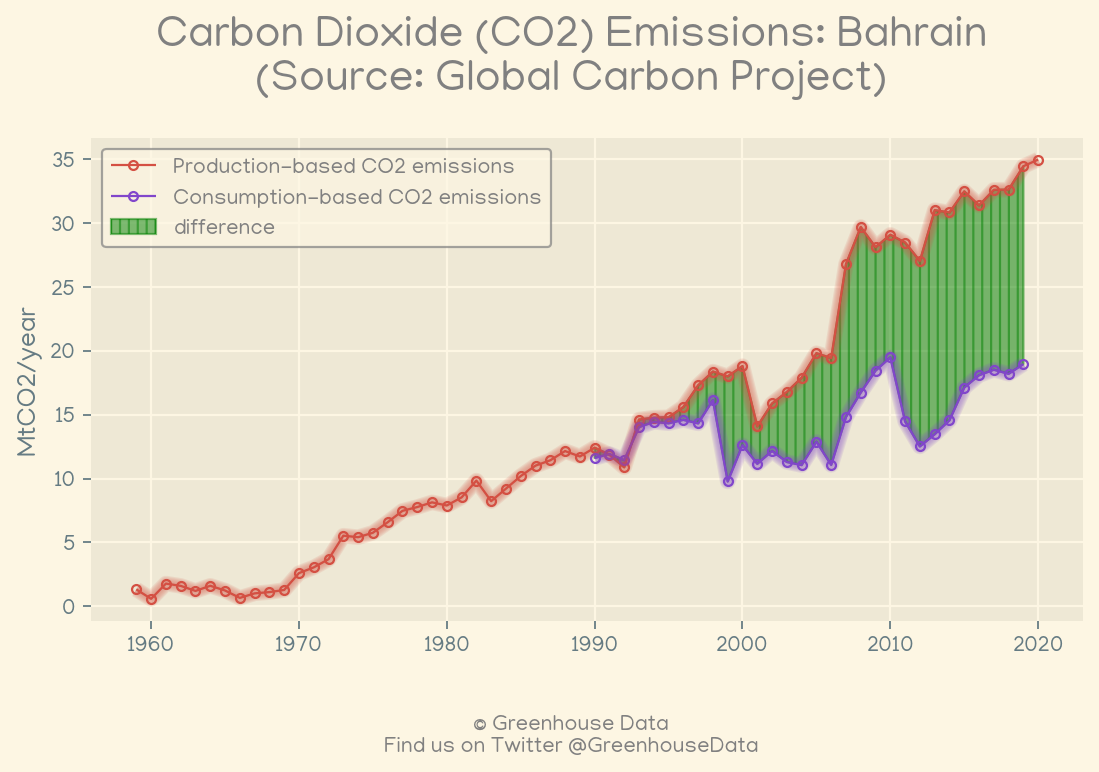 Carbon Dioxide (CO2) Emissions: Bahrain
(Source: Global Carbon Project)
Production-based CO2 emissions
Consumption-based CO2 emissions
difference
MtCO2/year
35
30
25
20
15
10
5
0
1960 1970 1980 1990 2000 2010 2020
© Greenhouse Data
Find us on Twitter @GreenhouseData